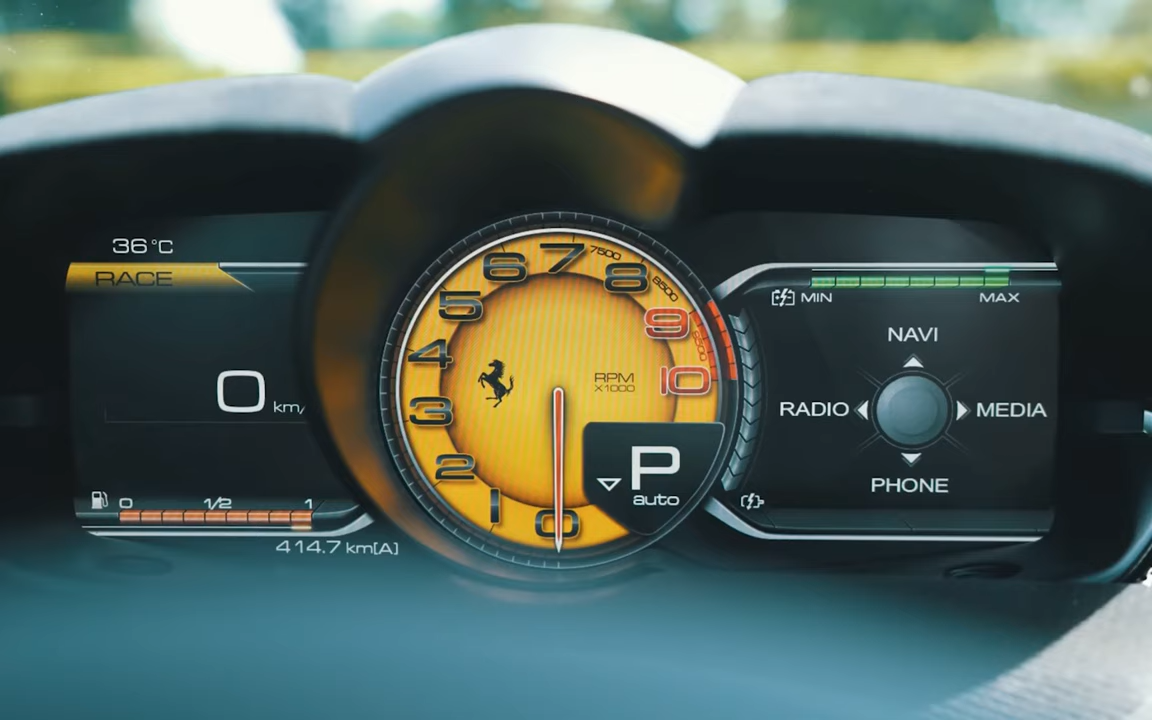 36°C
RACE
0 km/
0 1/2 1
414.7 km[A]
0
1
2
3
4
5
6
7
7500
8
8500
9
10
RPM
X1000
P
auto
MIN MAX
NAVI
RADIO MEDIA
PHONE